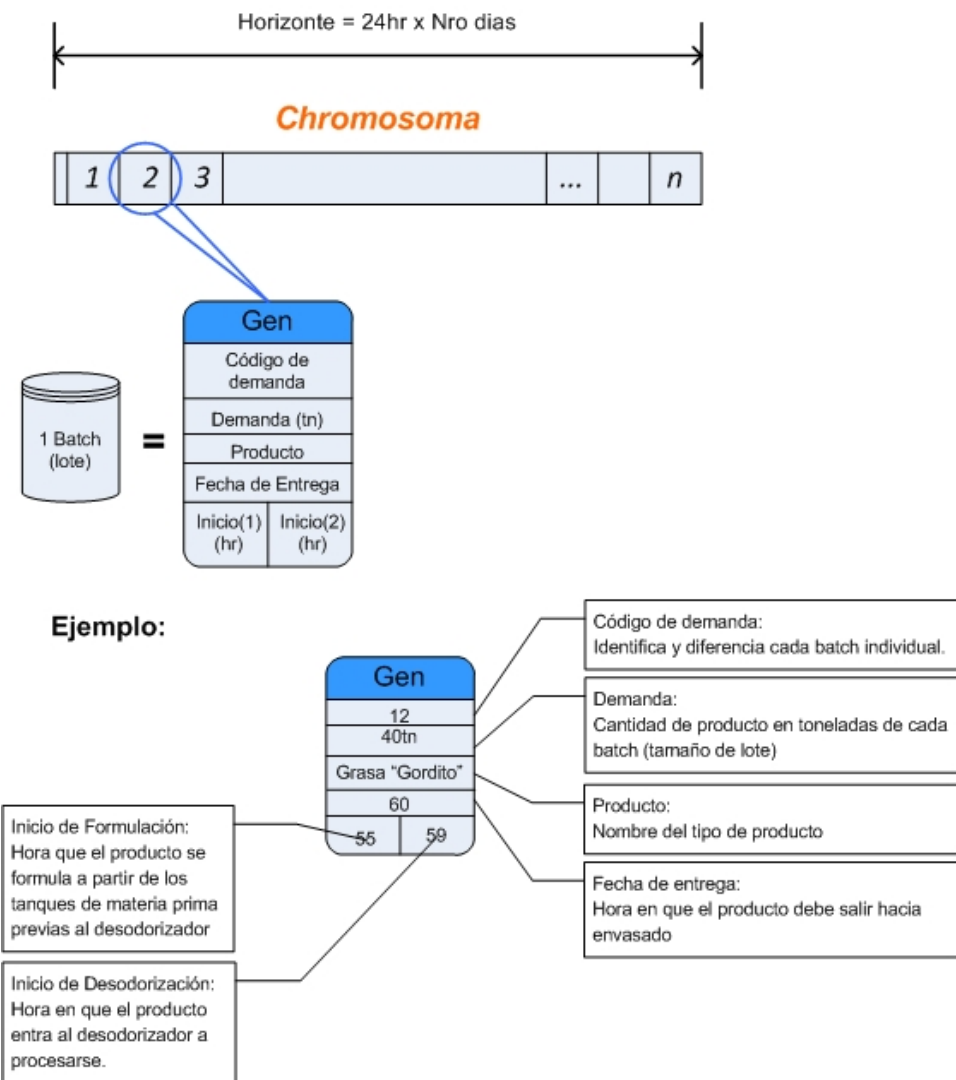 Horizonte = 24hr x Nro dias
Chromosoma
1 2 3 ... n
Gen
Código de
demanda
Demanda (tn)
Producto
Fecha de Entrega
Inicio(1)
(hr)
Inicio(2)
(hr)
1 Batch
(lote)
=
Ejemplo:
Gen
12
40tn
Grasa “Gordito”
60
55 59
Código de demanda:
Identifica y diferencia cada batch individual.
Demanda:
Cantidad de producto en toneladas de cada
batch (tamaño de lote)
Producto:
Nombre del tipo de producto
Fecha de entrega:
Hora en que el producto debe salir hacia
envasado
Inicio de Formulación:
Hora que el producto se
formula a partir de los
tanques de materia prima
previas al desodorizador
Inicio de Desodorización:
Hora en que el producto
entra al desodorizador a
procesarse.